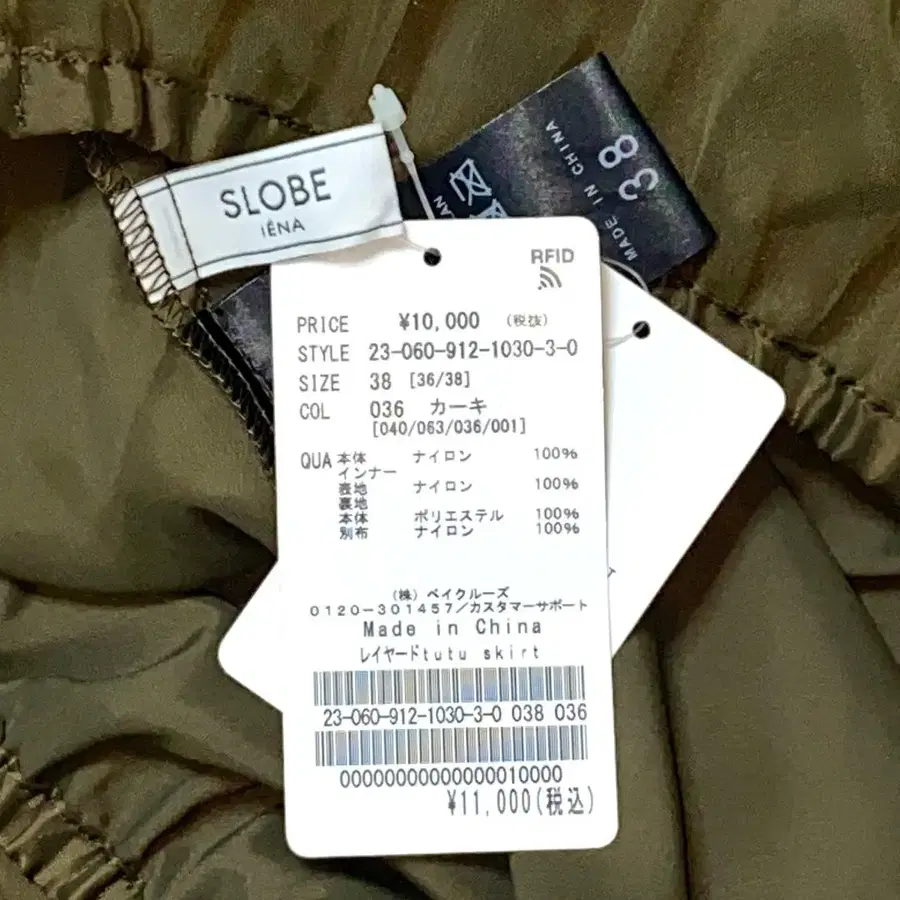 SLOBE
IÉNA
38
MADE IN CHINA
RFID
PRICE ¥10,000 (税抜)
STYLE 23-060-912-1030-3-0
SIZE 38 [36/38]
COL 036 カーキ
[040/063/036/001]
QUA 本体 ナイロン 100%
インナー
表地 ナイロン 100%
裏地
本体 ポリエステル 100%
別布 ナイロン 100%
(株) ベイクルーズ
0120-301457/カスタマーサポート
Made in China
レイヤードtutu skirt
23-060-912-1030-3-0 038 036
00000000000000010000
¥11,000(税込)